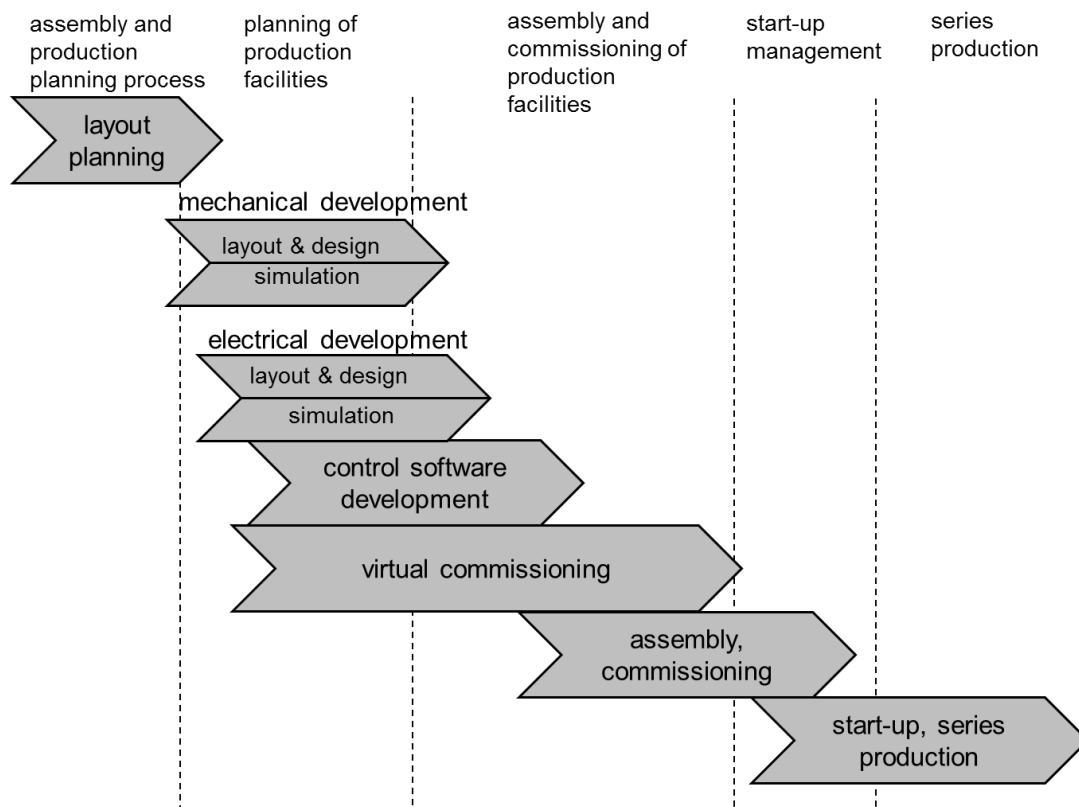 assembly and
production
planning process
planning of
production
facilities
assembly and
commissioning of
production
facilities
start-up
management
series
production
layout
planning
mechanical development
layout & design
simulation
electrical development
layout & design
simulation
control software
development
virtual commissioning
assembly,
commissioning
start-up, series
production